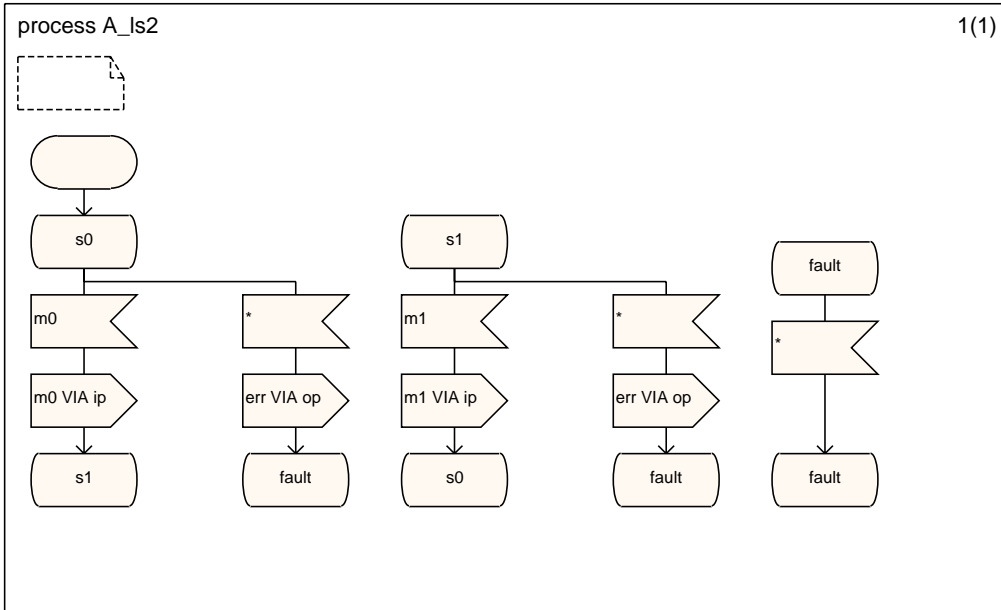 process A_ls2
1(1)
s0
s1
fault
m0
*
m1
*
*
m0 VIA ip
err VIA op
m1 VIA ip
err VIA op
s1
fault
s0
fault
fault